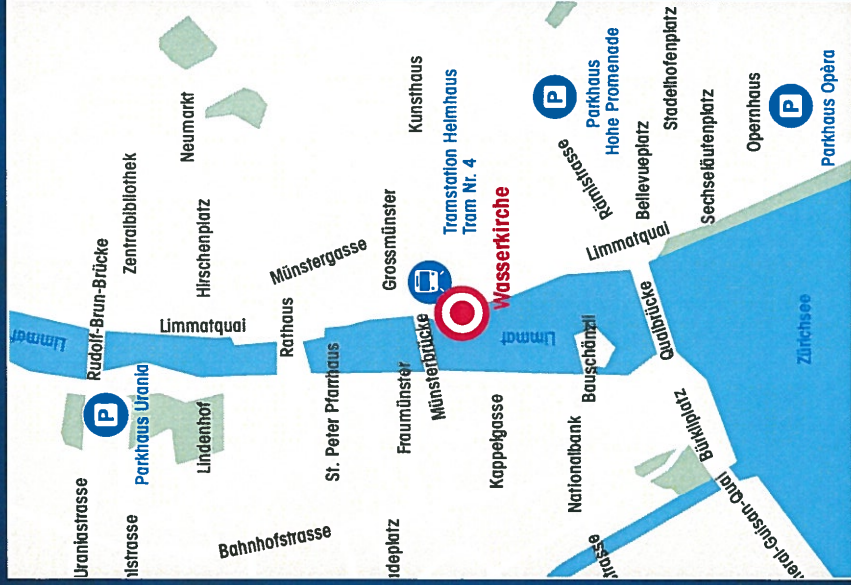 Limmat
Rudolf-Brun-Brücke
Zentralbibliothek
Neumarkt
P
Parkhaus Urania
Uraniastrasse
Limmatquai
Hirschenplatz
Lindenhof
Bahnhofstrasse
Rathaus
Münstergasse
St. Peter Pfarrhaus
Grossmünster
Kunsthaus
Fraumünster
Münsterbrücke
Tramstation Helmhaus
Tram Nr. 4
Wasserkirche
Kappelgasse
Limmat
P
Parkhaus
Hohe Promenade
Rämistrasse
Nationalbank
Bauschänzli
Limmatquai
Bellevueplatz
Stadelhofenplatz
Quaibrücke
Bürkliplatz
Sechseläutenplatz
Opernhaus
P
Parkhaus Opèra
Zürichsee